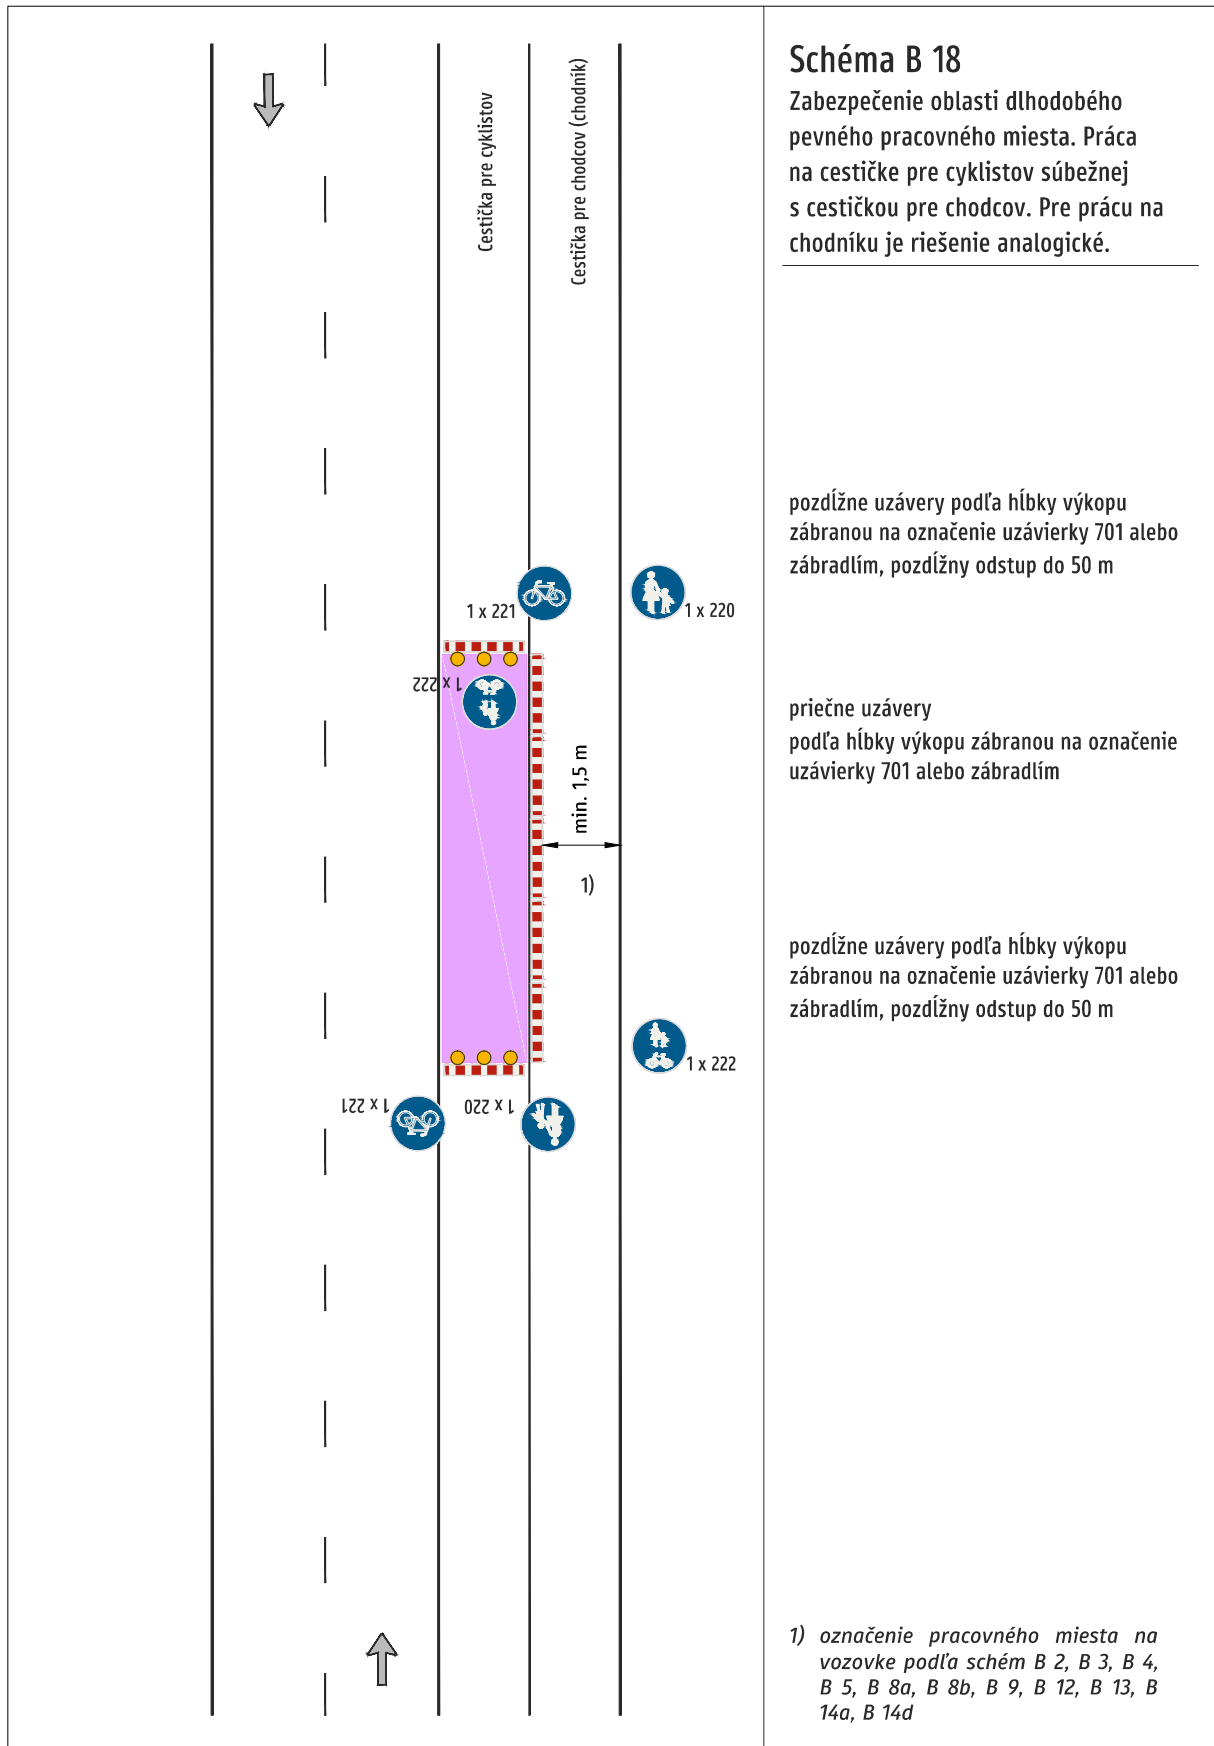 Schéma B 18
Zabezpečenie oblasti dlhodobého
pevného pracovného miesta. Práca
na cestičke pre cyklistov súbežnej
s cestičkou pre chodcov. Pre prácu na
chodníku je riešenie analogické.
Cestička pre cyklistov
Cestička pre chodcov (chodník)
pozdĺžne uzávery podľa hĺbky výkopu
zábranou na označenie uzávierky 701 alebo
zábradlím, pozdĺžny odstup do 50 m
1 x 221
1 x 220
1 x 222
priečne uzávery
podľa hĺbky výkopu zábranou na označenie
uzávierky 701 alebo zábradlím
min. 1,5 m
1)
pozdĺžne uzávery podľa hĺbky výkopu
zábranou na označenie uzávierky 701 alebo
zábradlím, pozdĺžny odstup do 50 m
1 x 222
1 x 221
1 x 220
1) označenie pracovného miesta na
vozovke podľa schém B 2, B 3, B 4,
B 5, B 8a, B 8b, B 9, B 12, B 13, B
14a, B 14d